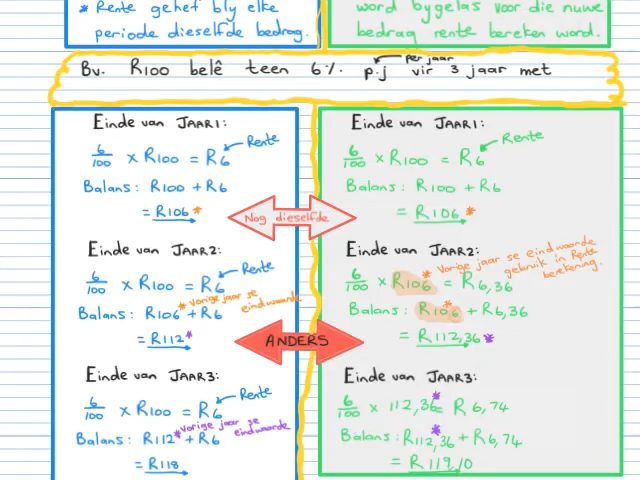 * Rente gehef bly elke
periode dieselfde bedrag.
word bygelas voor die nuwe
bedrag rente bereken word.
per jaar
Bv. R100 belê teen 6% p.j vir 3 jaar met
Einde van JAAR1:
6/100 × R100 = R6 Rente
Balans: R100 + R6
= R106 *
Einde van JAAR2:
6/100 × R100 = R6 Rente
Balans: R106 * + R6 Vorige jaar se eindwaarde
= R112 *
Einde van JAAR3:
6/100 × R100 = R6 Rente
Balans: R112 * + R6 Vorige jaar se eindwaarde
= R118
Nog dieselfde
ANDERS
Einde van JAAR1:
6/100 × R100 = R6 Rente
Balans: R100 + R6
= R106 *
Einde van JAAR2:
* Vorige jaar se eindwaarde
gebruik in Rente
berekening.
6/100 × R106 = R6,36
Balans: R106 * + R6,36
= R112,36 *
Einde van JAAR3:
6/100 × 112,36 * = R6,74
Balans: R112,36 * + R6,74
= R119,10